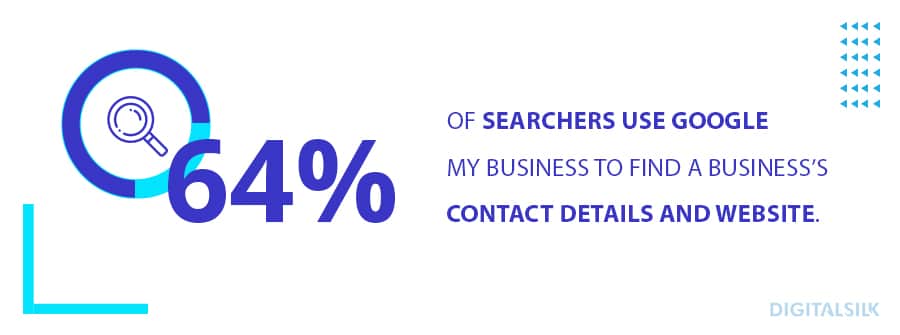 64%
OF SEARCHERS USE GOOGLE
MY BUSINESS TO FIND A BUSINESS’S
CONTACT DETAILS AND WEBSITE.
DIGITALSILK